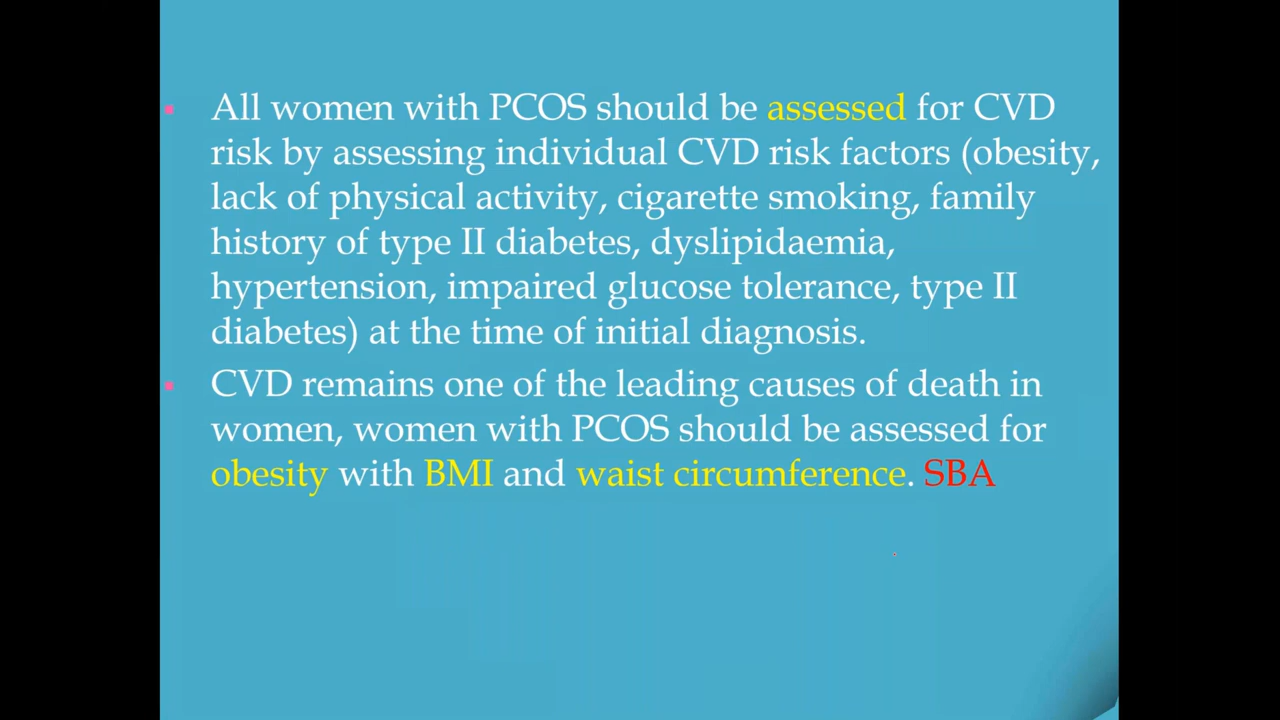 All women with PCOS should be assessed for CVD
risk by assessing individual CVD risk factors (obesity,
lack of physical activity, cigarette smoking, family
history of type II diabetes, dyslipidaemia,
hypertension, impaired glucose tolerance, type II
diabetes) at the time of initial diagnosis.
CVD remains one of the leading causes of death in
women, women with PCOS should be assessed for
obesity with BMI and waist circumference. SBA